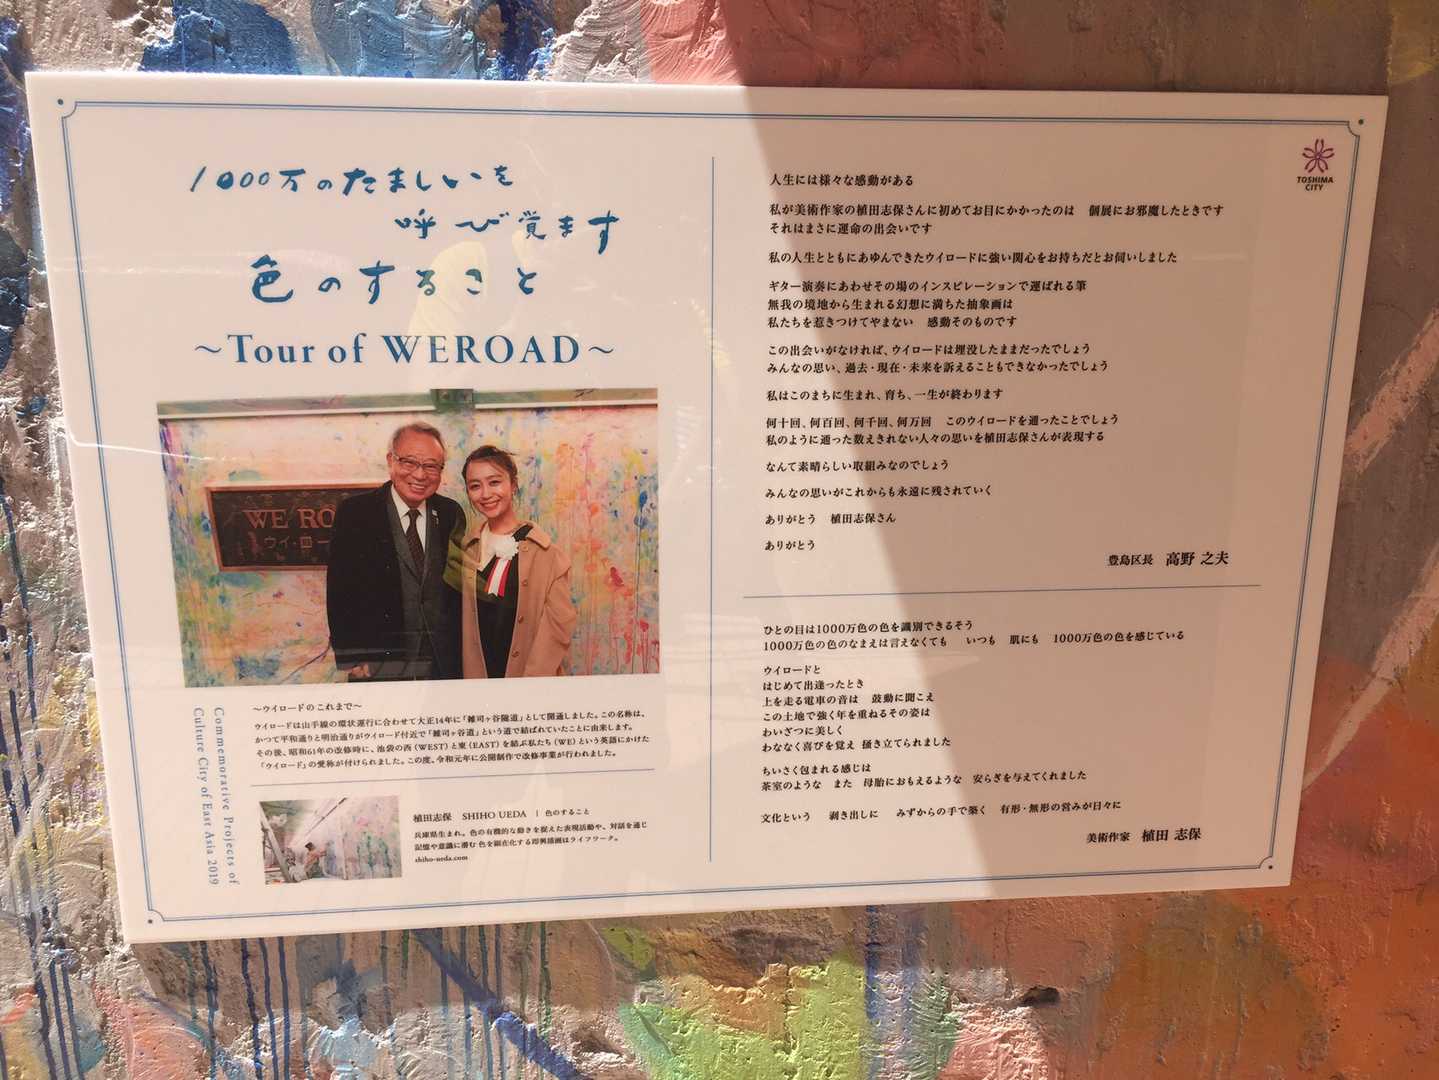 1000万のたましいを
呼び覚ます
色のすること
～Tour of WEROAD～
WE RO
ウイ・ロー
～ウイロードのこれまで～
ウイロードは山手線の環状運行に合わせて大正14年に「雑司ヶ谷隧道」として開通しました。この名称は、
かつて平和通りと明治通りがウイロード付近で「雑司ヶ谷道」という道で結ばれていたことに由来します。
その後、昭和61年の改修時に、池袋の西（WEST）と東（EAST）を結ぶ私たち（WE）という英語にかけた
「ウイロード」の愛称が付けられました。この度、令和元年に公開制作で改修事業が行われました。
Commemorative Projects of
Culture City of East Asia 2019
植田志保 SHIHO UEDA | 色のすること
兵庫県生まれ。色の有機的な動きを捉えた表現活動や、対話を通じ
記憶や意識に潜む色を顕在化する即興描画はライフワーク。
shiho-ueda.com
TOSHIMA
CITY
人生には様々な感動がある
私が美術作家の植田志保さんに初めてお目にかかったのは 個展にお邪魔したときです
それはまさに運命の出会いです
私の人生とともにあゆんできたウイロードに強い関心をお持ちだとお伺いしました
ギター演奏にあわせその場のインスピレーションで運ばれる筆
無我の境地から生まれる幻想に満ちた抽象画は
私たちを惹きつけてやまない 感動そのものです
この出会いがなければ、ウイロードは埋没したままだったでしょう
みんなの思い、過去・現在・未来を訴えることもできなかったでしょう
私はこのまちに生まれ、育ち、一生が終わります
何十回、何百回、何千回、何万回 このウイロードを通ったことでしょう
私のように通った数えきれない人々の思いを植田志保さんが表現する
なんて素晴らしい取組みなのでしょう
みんなの思いがこれからも永遠に残されていく
ありがとう 植田志保さん
ありがとう
豊島区長 高野 之夫
ひとの目は1000万色の色を識別できるそう
1000万色の色のなまえは言えなくても いつも 肌にも 1000万色の色を感じている
ウイロードと
はじめて出逢ったとき
上を走る電車の音は 鼓動に聞こえ
この土地で強く年を重ねるその姿は
わいざつに美しく
わななく喜びを覚え 掻き立てられました
ちいさく包まれる感じは
茶室のような また 母胎におもえるような 安らぎを与えてくれました
文化という 剥き出しに みずからの手で築く 有形・無形の営みが日々に
美術作家 植田 志保